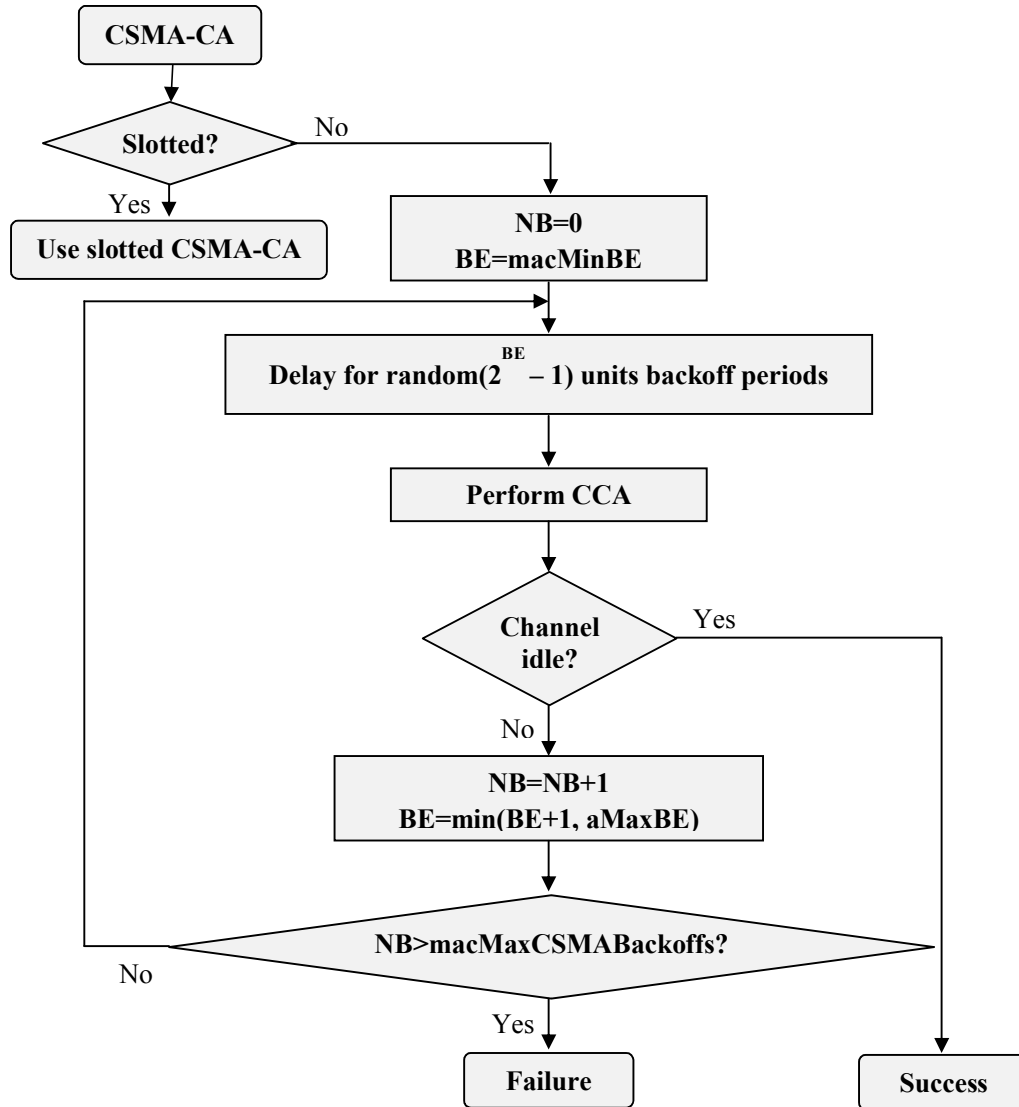 CSMA-CA
Slotted?
No
Yes
Use slotted CSMA-CA
NB=0
BE=macMinBE
Delay for random(2^BE – 1) units backoff periods
Perform CCA
Channel
idle?
Yes
No
NB=NB+1
BE=min(BE+1, aMaxBE)
NB>macMaxCSMABackoffs?
No
Yes
Failure
Success